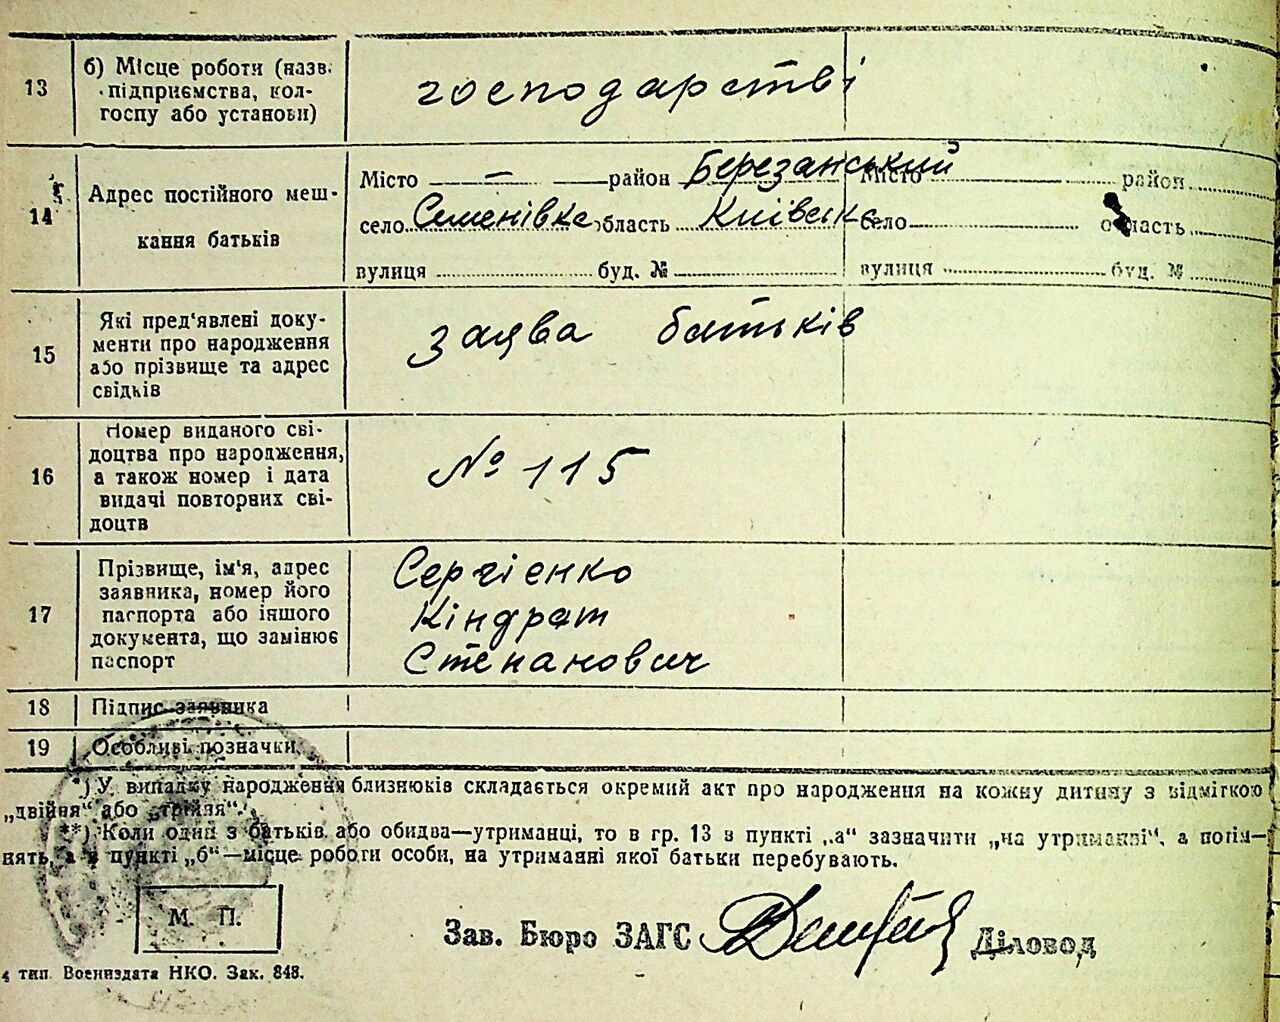 13
б) Місце роботи (назв.
підприємства, кол-
госпу або установи)
господарстві
14
Адрес постійного меш-
кання батьків
Місто — район Березанський
село Семенівка область Київська
вулиця буд. №
Місто район
село область
вулиця буд. №
15
Які пред'явлені доку-
менти про народження
або прізвище та адрес
свідків
заява батьків
16
Номер виданого сві-
доцтва про народження,
а також номер і дата
видачі повторних сві-
доцтв
№ 115
17
Прізвище, ім'я, адрес
заявника, номер його
паспорта або іншого
документа, що замінює
паспорт
Сергієнко
Кіндрат
Степанович
18
Підпис заявника
19
Особливі позначки
*) У випадку народження близнюків складається окремий акт про народження на кожну дитину з відміткою
„двійня" або „трійня".
**) Коли один з батьків або обидва—утриманці, то в гр. 13 в пункті „а" зазначити „на утриманні", а потім—
нять, а в пункті „б"—місце роботи особи, на утриманні якої батьки перебувають.
М. П.
Зав. Бюро ЗАГС
Діловод
4 тип. Воениздата НКО. Зак. 848.